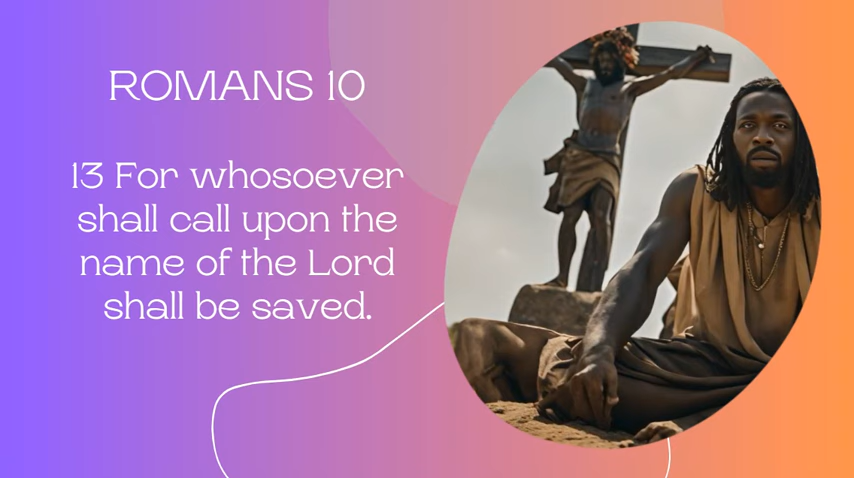 ROMANS 10
13 For whosoever
shall call upon the
name of the Lord
shall be saved.